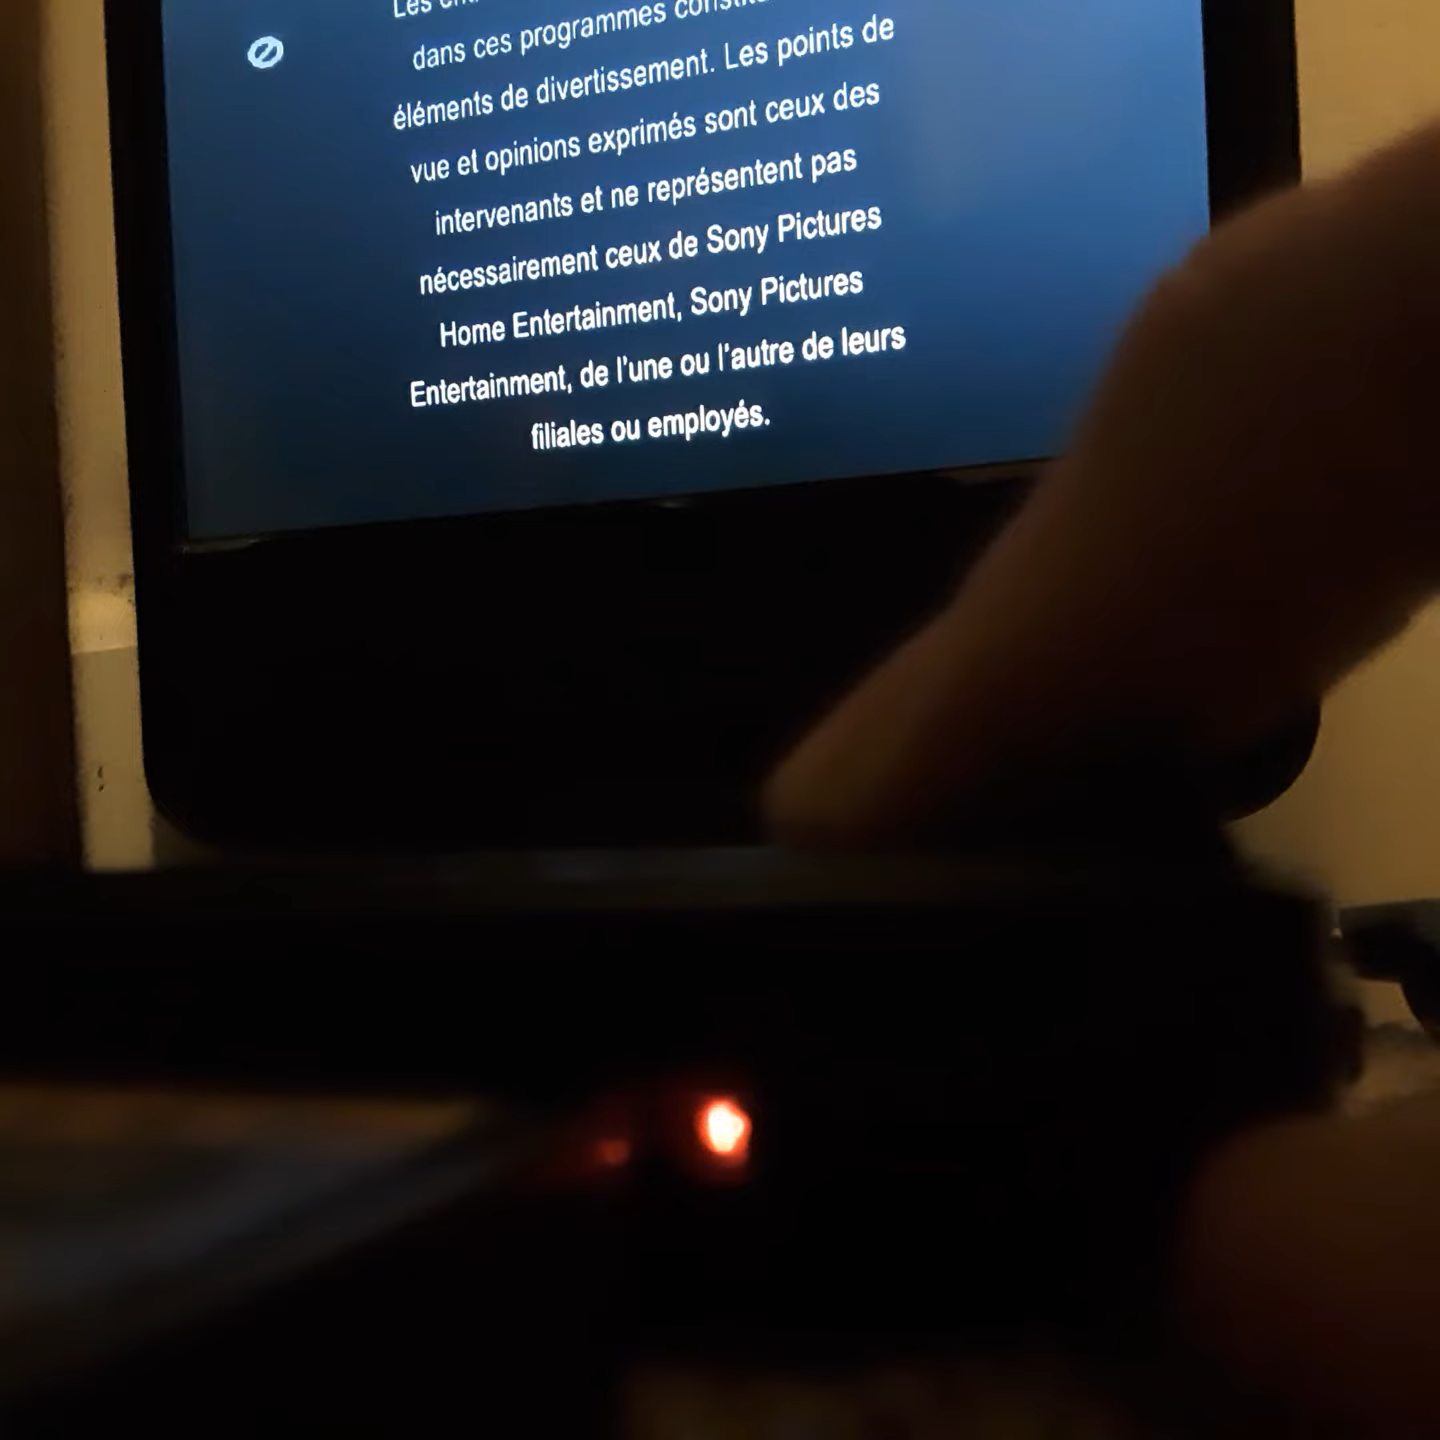 Les
dans ces programmes
éléments de divertissement. Les points de
vue et opinions exprimés sont ceux des
intervenants et ne représentent pas
nécessairement ceux de Sony Pictures
Home Entertainment, Sony Pictures
Entertainment, de l'une ou l'autre de leurs
filiales ou employés.